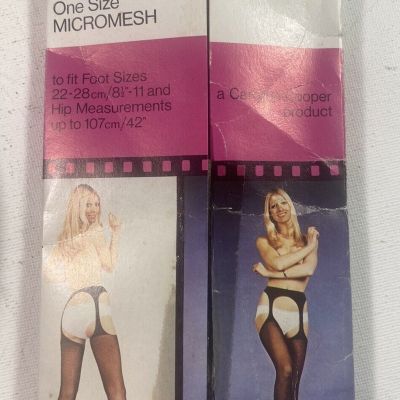 One Size
MICROMESH
to fit Foot Sizes
22-28cm/8½"-11 and
Hip Measurements
up to 107cm/42"
a
product